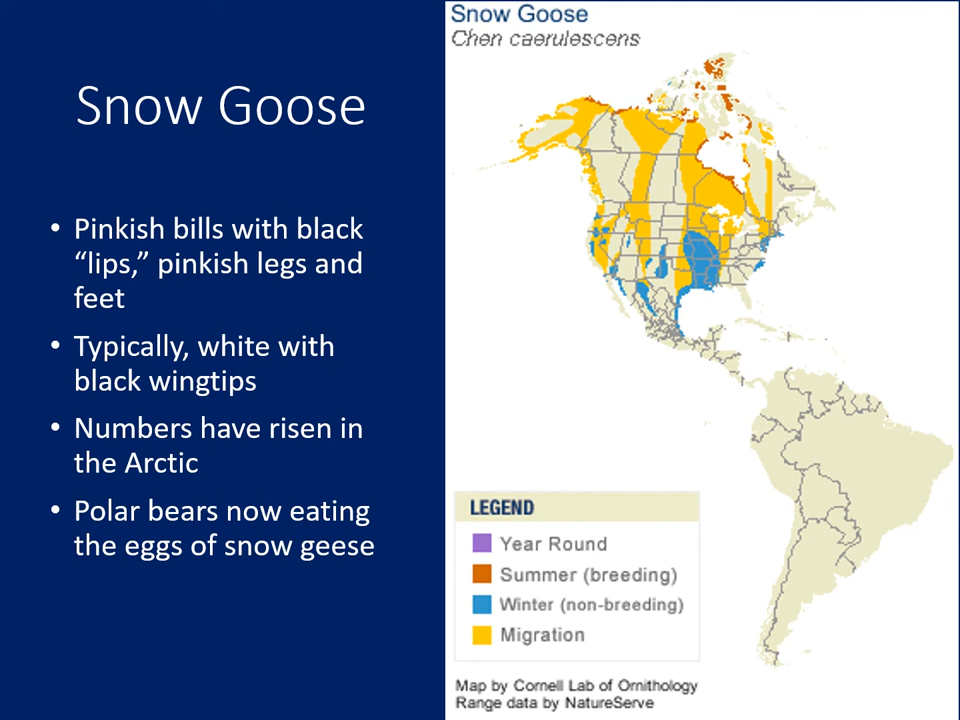 Snow Goose
• Pinkish bills with black
“lips,” pinkish legs and
feet
• Typically, white with
black wingtips
• Numbers have risen in
the Arctic
• Polar bears now eating
the eggs of snow geese
Snow Goose
Chen caerulescens
LEGEND
Year Round
Summer (breeding)
Winter (non-breeding)
Migration
Map by Cornell Lab of Ornithology
Range data by NatureServe